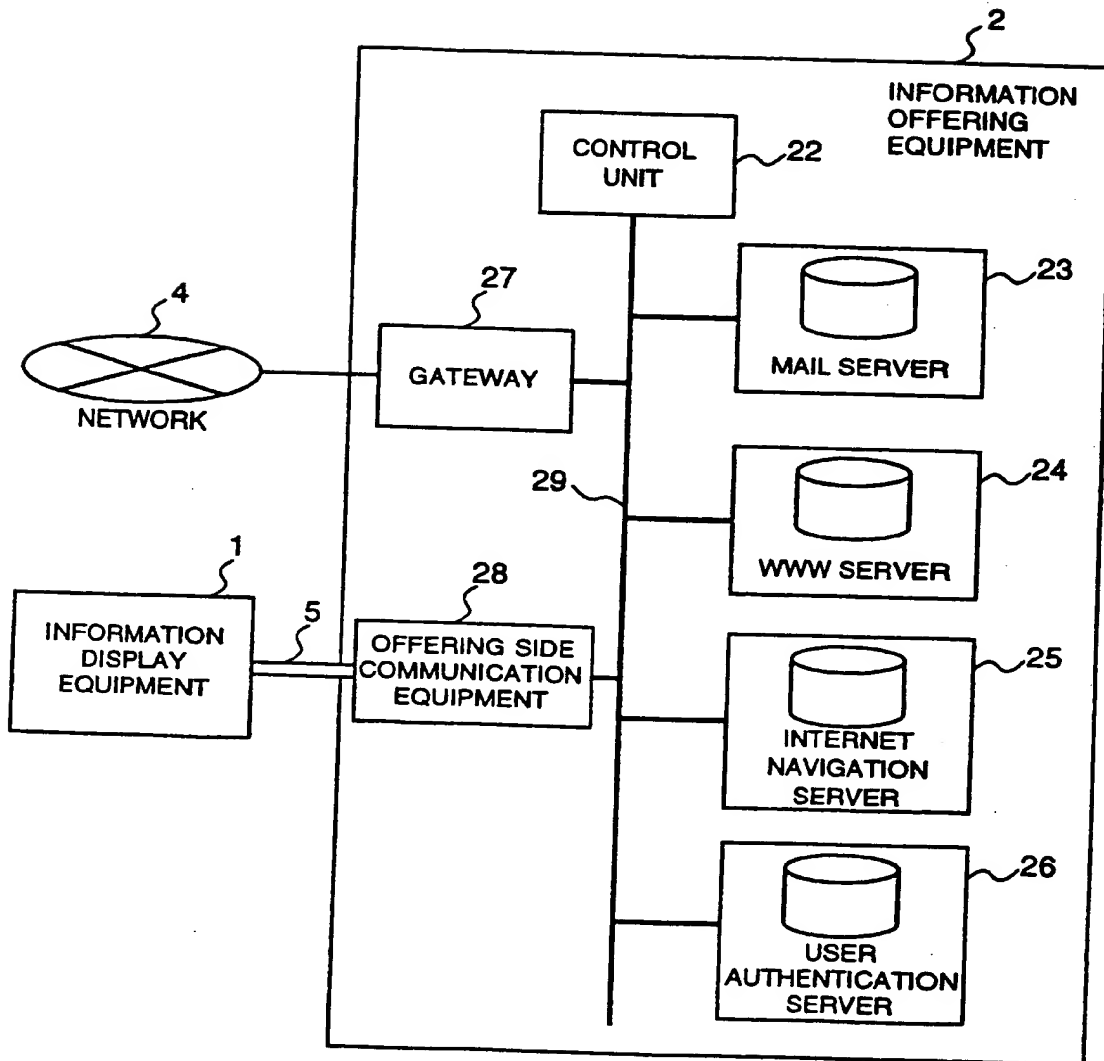 2
INFORMATION
OFFERING
EQUIPMENT
CONTROL
UNIT
22
23
MAIL SERVER
27
GATEWAY
4
NETWORK
29
24
WWW SERVER
1
INFORMATION
DISPLAY
EQUIPMENT
5
28
OFFERING SIDE
COMMUNICATION
EQUIPMENT
25
INTERNET
NAVIGATION
SERVER
26
USER
AUTHENTICATION
SERVER